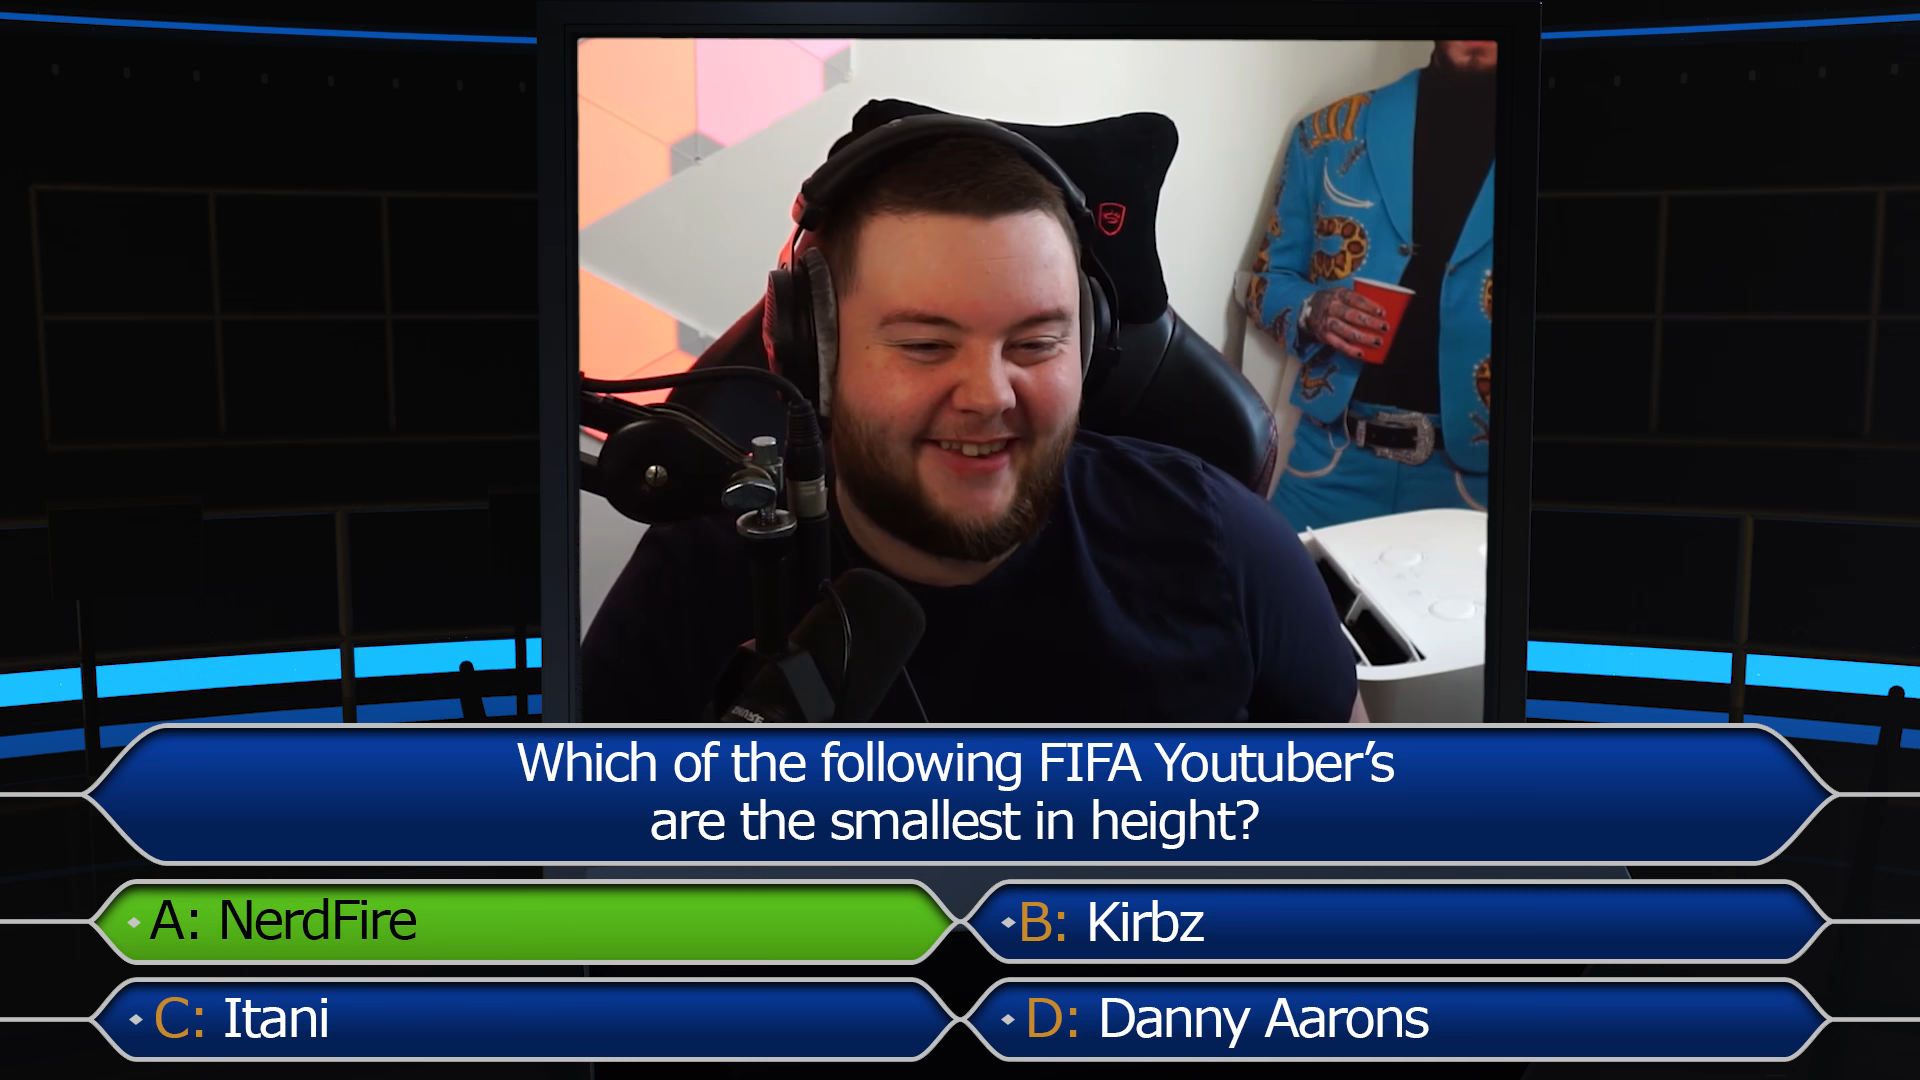 Which of the following FIFA Youtuber’s
are the smallest in height?
A: NerdFire
B: Kirbz
C: Itani
D: Danny Aarons